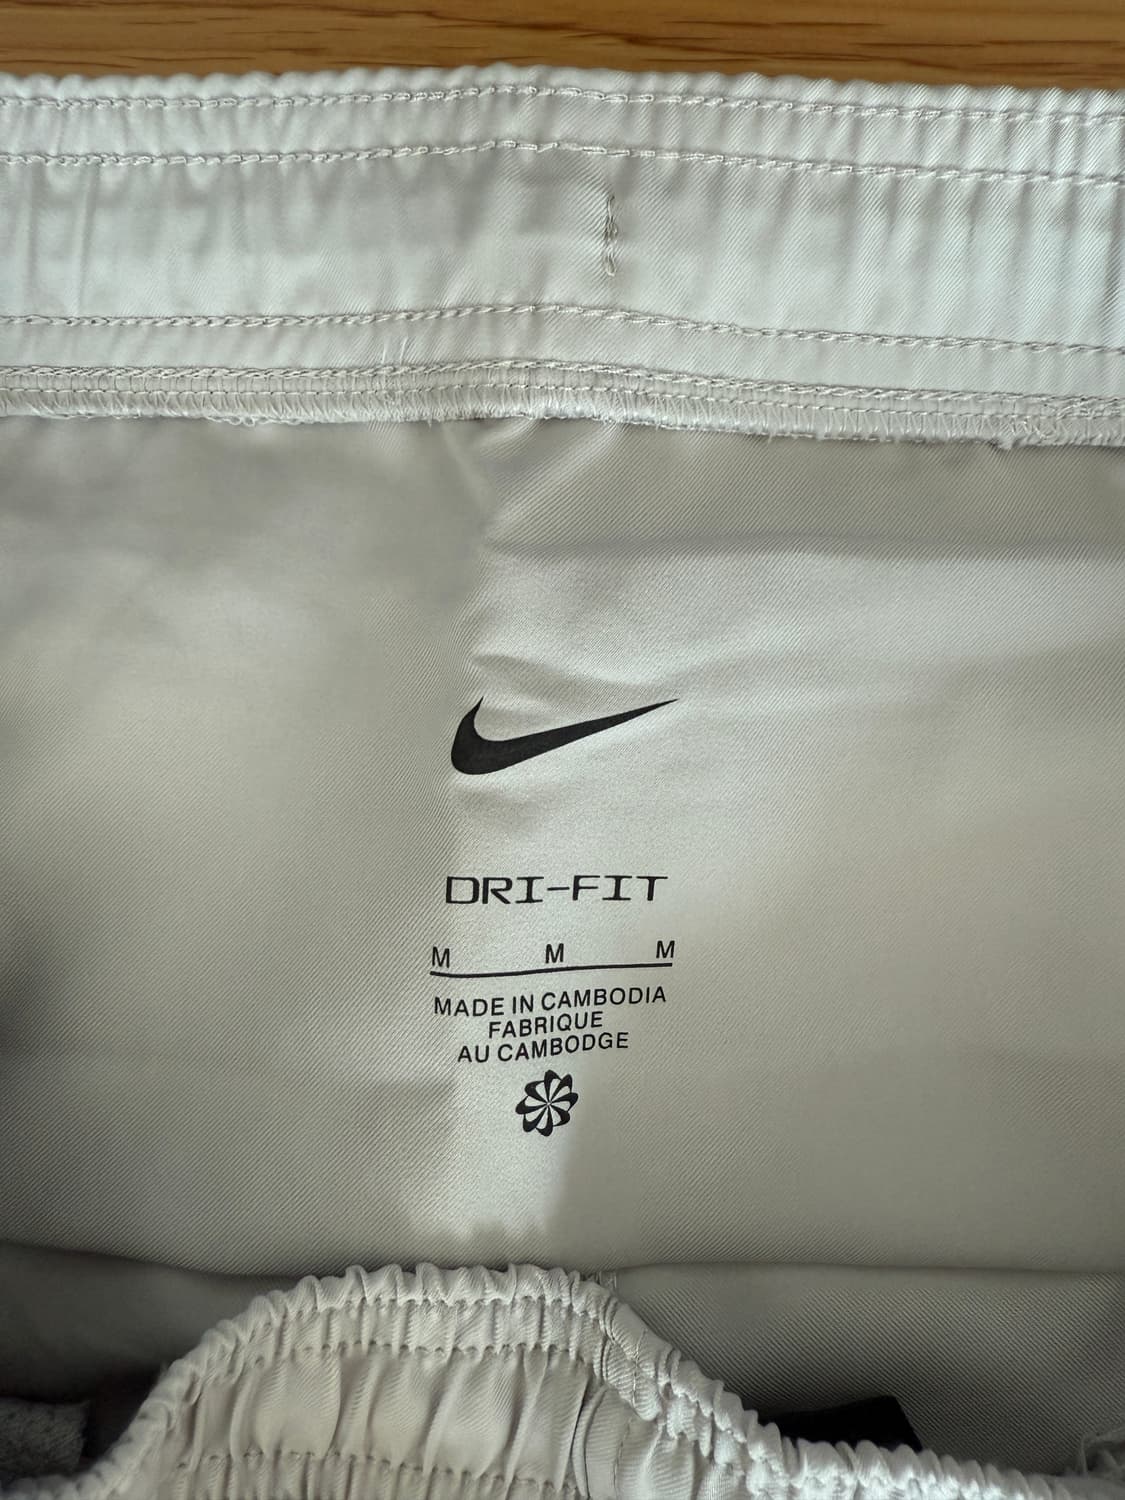 DRI-FIT
M M M
MADE IN CAMBODIA
FABRIQUE
AU CAMBODGE